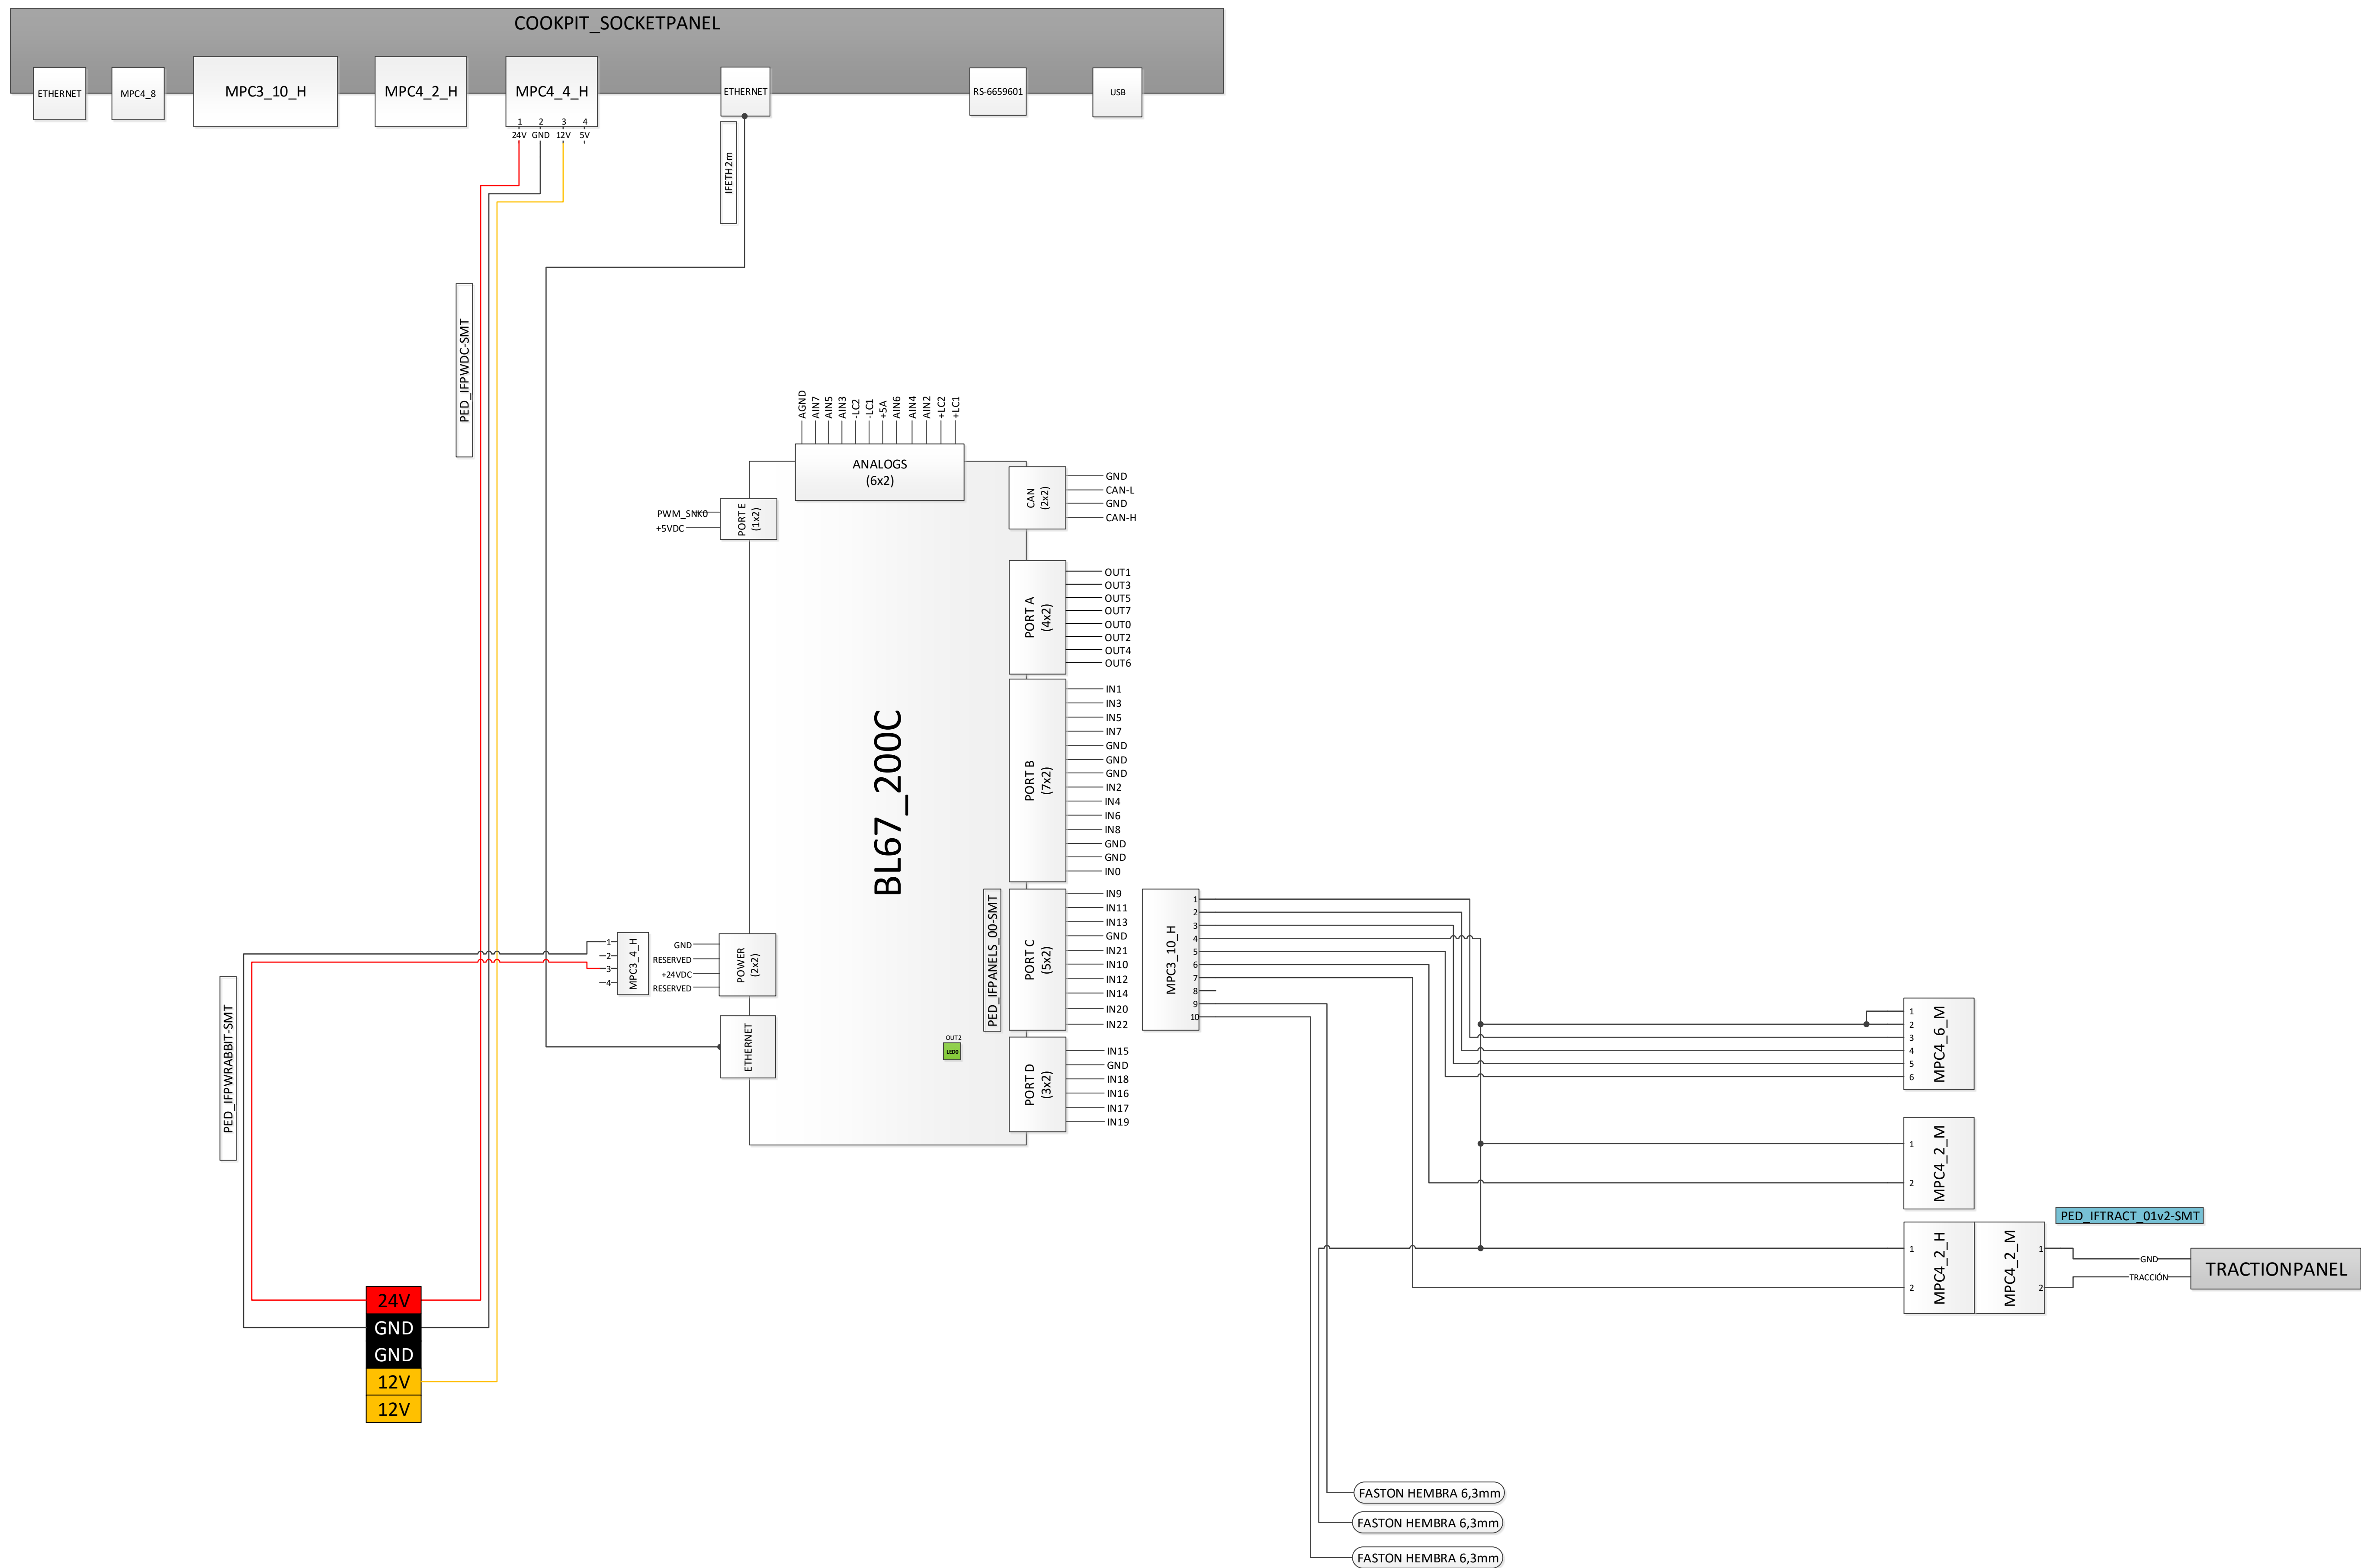 COOKPIT_SOCKETPANEL
ETHERNET
MPC4_8
MPC3_10_H
MPC4_2_H
MPC4_4_H
1 2 3 4
24V GND 12V 5V
ETHERNET
RS-6659601
USB
IFETH2m
PED_IFPWDC-SMT
AGND
AIN7
AIN5
AIN3
-LC2
-LC1
+5A
AIN6
AIN4
AIN2
+LC2
+LC1
ANALOGS
(6x2)
PWM_SNK0
+5VDC
PORT E
(1x2)
CAN
(2x2)
GND
CAN-L
GND
CAN-H
PORT A
(4x2)
OUT1
OUT3
OUT5
OUT7
OUT0
OUT2
OUT4
OUT6
BL67_200C
PORT B
(7x2)
IN1
IN3
IN5
IN7
GND
GND
GND
IN2
IN4
IN6
IN8
GND
GND
IN0
PED_IFPANELS_00-SMT
PORT C
(5x2)
IN9
IN11
IN13
GND
IN21
IN10
IN12
IN14
IN20
IN22
MPC3_10_H
1
2
3
4
5
6
7
8
9
10
1
2
3
4
MPC3_4_H
GND
RESERVED
+24VDC
RESERVED
POWER
(2x2)
PED_IFPWRABBIT-SMT
ETHERNET
OUT2
LED0
PORT D
(3x2)
IN15
GND
IN18
IN16
IN17
IN19
1
2
3
4
5
6
MPC4_6_M
1
2
MPC4_2_M
PED_IFTRACT_01v2-SMT
1
2
MPC4_2_H
MPC4_2_M
1
2
GND
TRACCIÓN
TRACTIONPANEL
24V
GND
GND
12V
12V
FASTON HEMBRA 6,3mm
FASTON HEMBRA 6,3mm
FASTON HEMBRA 6,3mm